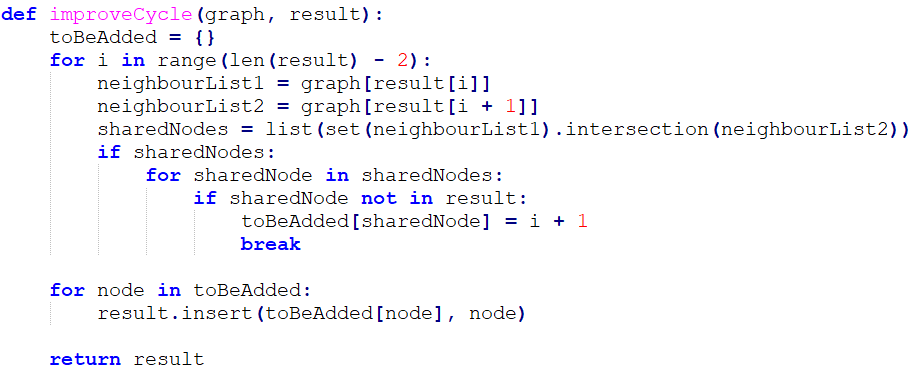 def improveCycle(graph, result):
    toBeAdded = {}
    for i in range(len(result) - 2):
        neighbourList1 = graph[result[i]]
        neighbourList2 = graph[result[i + 1]]
        sharedNodes = list(set(neighbourList1).intersection(neighbourList2))
        if sharedNodes:
            for sharedNode in sharedNodes:
                if sharedNode not in result:
                    toBeAdded[sharedNode] = i + 1
                    break

    for node in toBeAdded:
        result.insert(toBeAdded[node], node)

    return result